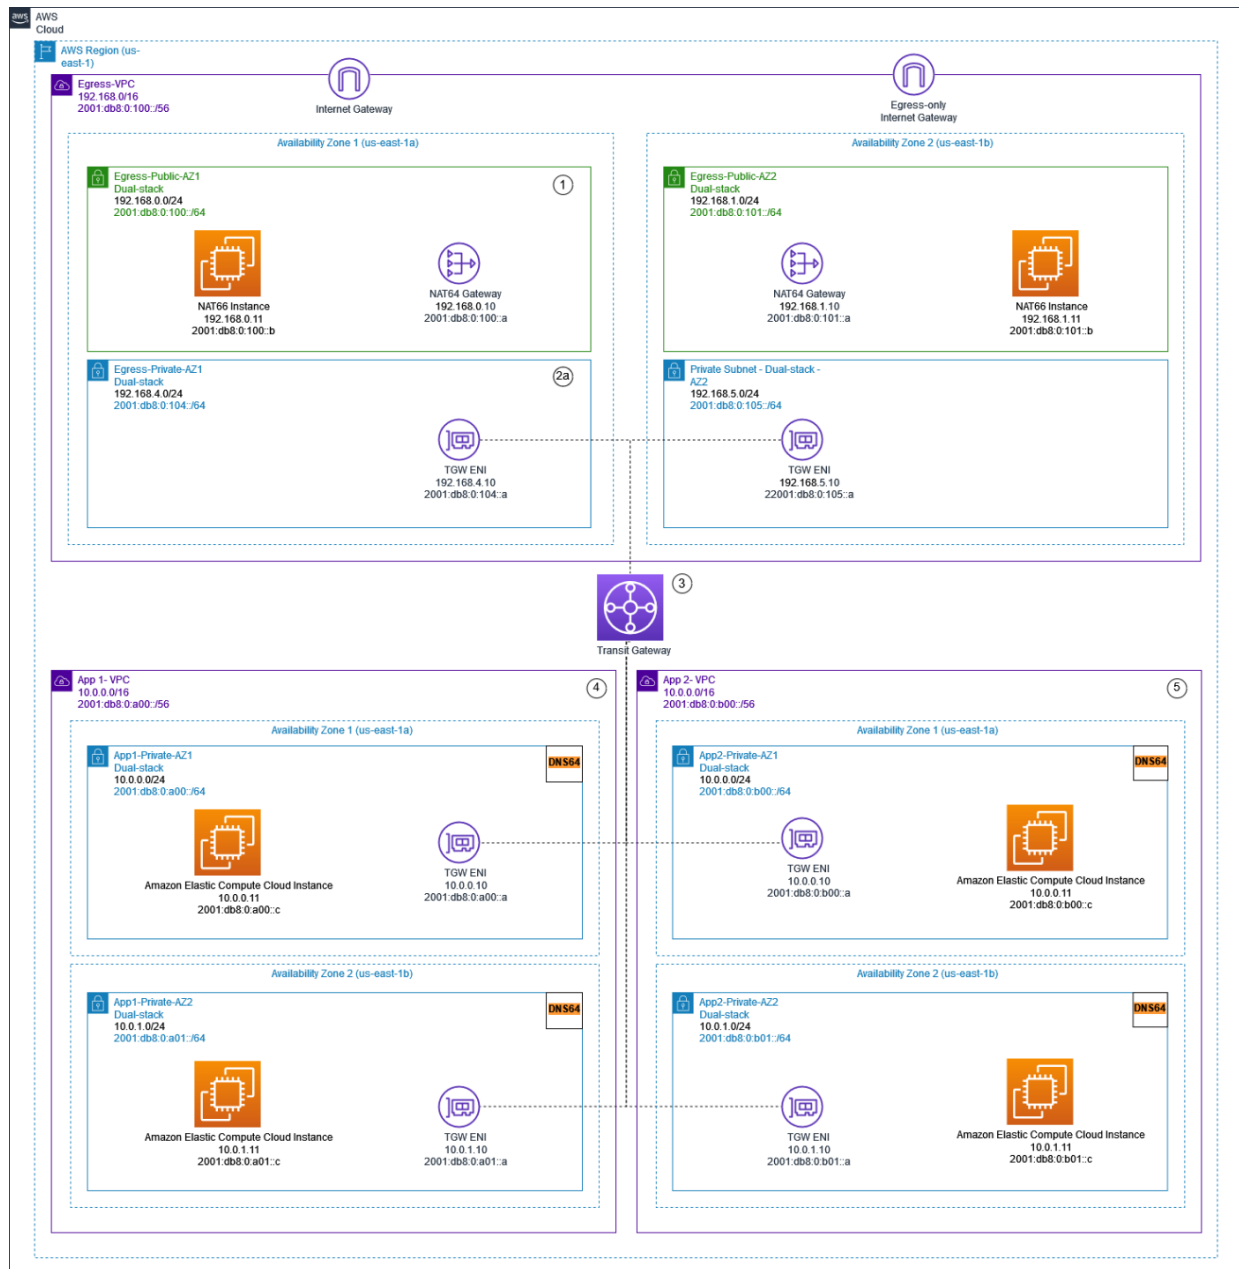 aws
AWS
Cloud
AWS Region (us-
east-1)
Egress-VPC
192.168.0/16
2001:db8:0:100::/56
Internet Gateway
Egress-only
Internet Gateway
Availability Zone 1 (us-east-1a)
Availability Zone 2 (us-east-1b)
Egress-Public-AZ1
Dual-stack
192.168.0.0/24
2001:db8:0:100::/64
1
NAT66 Instance
192.168.0.11
2001:db8:0:100::b
NAT64 Gateway
192.168.0.10
2001:db8:0:100::a
Egress-Public-AZ2
Dual-stack
192.168.1.0/24
2001:db8:0:101::/64
NAT64 Gateway
192.168.1.10
2001:db8:0:101::a
NAT66 Instance
192.168.1.11
2001:db8:0:101::b
Egress-Private-AZ1
Dual-stack
192.168.4.0/24
2001:db8:0:104::/64
2a
TGW ENI
192.168.4.10
2001:db8:0:104::a
Private Subnet - Dual-stack -
AZ2
192.168.5.0/24
2001:db8:0:105::/64
TGW ENI
192.168.5.10
22001:db8:0:105::a
3
Transit Gateway
App 1- VPC
10.0.0.0/16
2001:db8:0:a00::/56
4
Availability Zone 1 (us-east-1a)
App1-Private-AZ1
Dual-stack
10.0.0.0/24
2001:db8:0:a00::/64
DNS64
Amazon Elastic Compute Cloud Instance
10.0.0.11
2001:db8:0:a00::c
TGW ENI
10.0.0.10
2001:db8:0:a00::a
Availability Zone 2 (us-east-1b)
App1-Private-AZ2
Dual-stack
10.0.1.0/24
2001:db8:0:a01::/64
DNS64
Amazon Elastic Compute Cloud Instance
10.0.1.11
2001:db8:0:a01::c
TGW ENI
10.0.1.10
2001:db8:0:a01::a
App 2- VPC
10.0.0.0/16
2001:db8:0:b00::/56
5
Availability Zone 1 (us-east-1a)
App2-Private-AZ1
Dual-stack
10.0.0.0/24
2001:db8:0:b00::/64
DNS64
TGW ENI
10.0.0.10
2001:db8:0:b00::a
Amazon Elastic Compute Cloud Instance
10.0.0.11
2001:db8:0:b00::c
Availability Zone 2 (us-east-1b)
App2-Private-AZ2
Dual-stack
10.0.1.0/24
2001:db8:0:b01::/64
DNS64
TGW ENI
10.0.1.10
2001:db8:0:b01::a
Amazon Elastic Compute Cloud Instance
10.0.1.11
2001:db8:0:b01::c